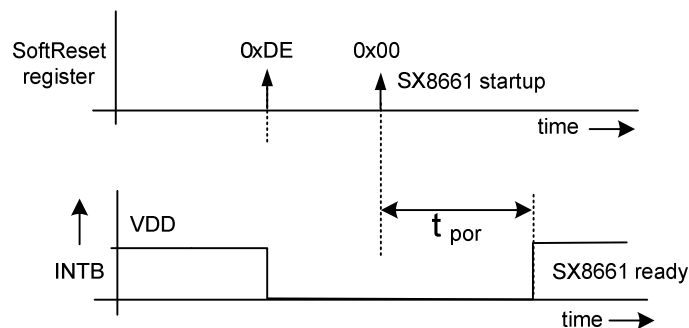 SoftReset
register
0xDE
0x00
SX8661 startup
time
VDD
t por
INTB
SX8661 ready
time